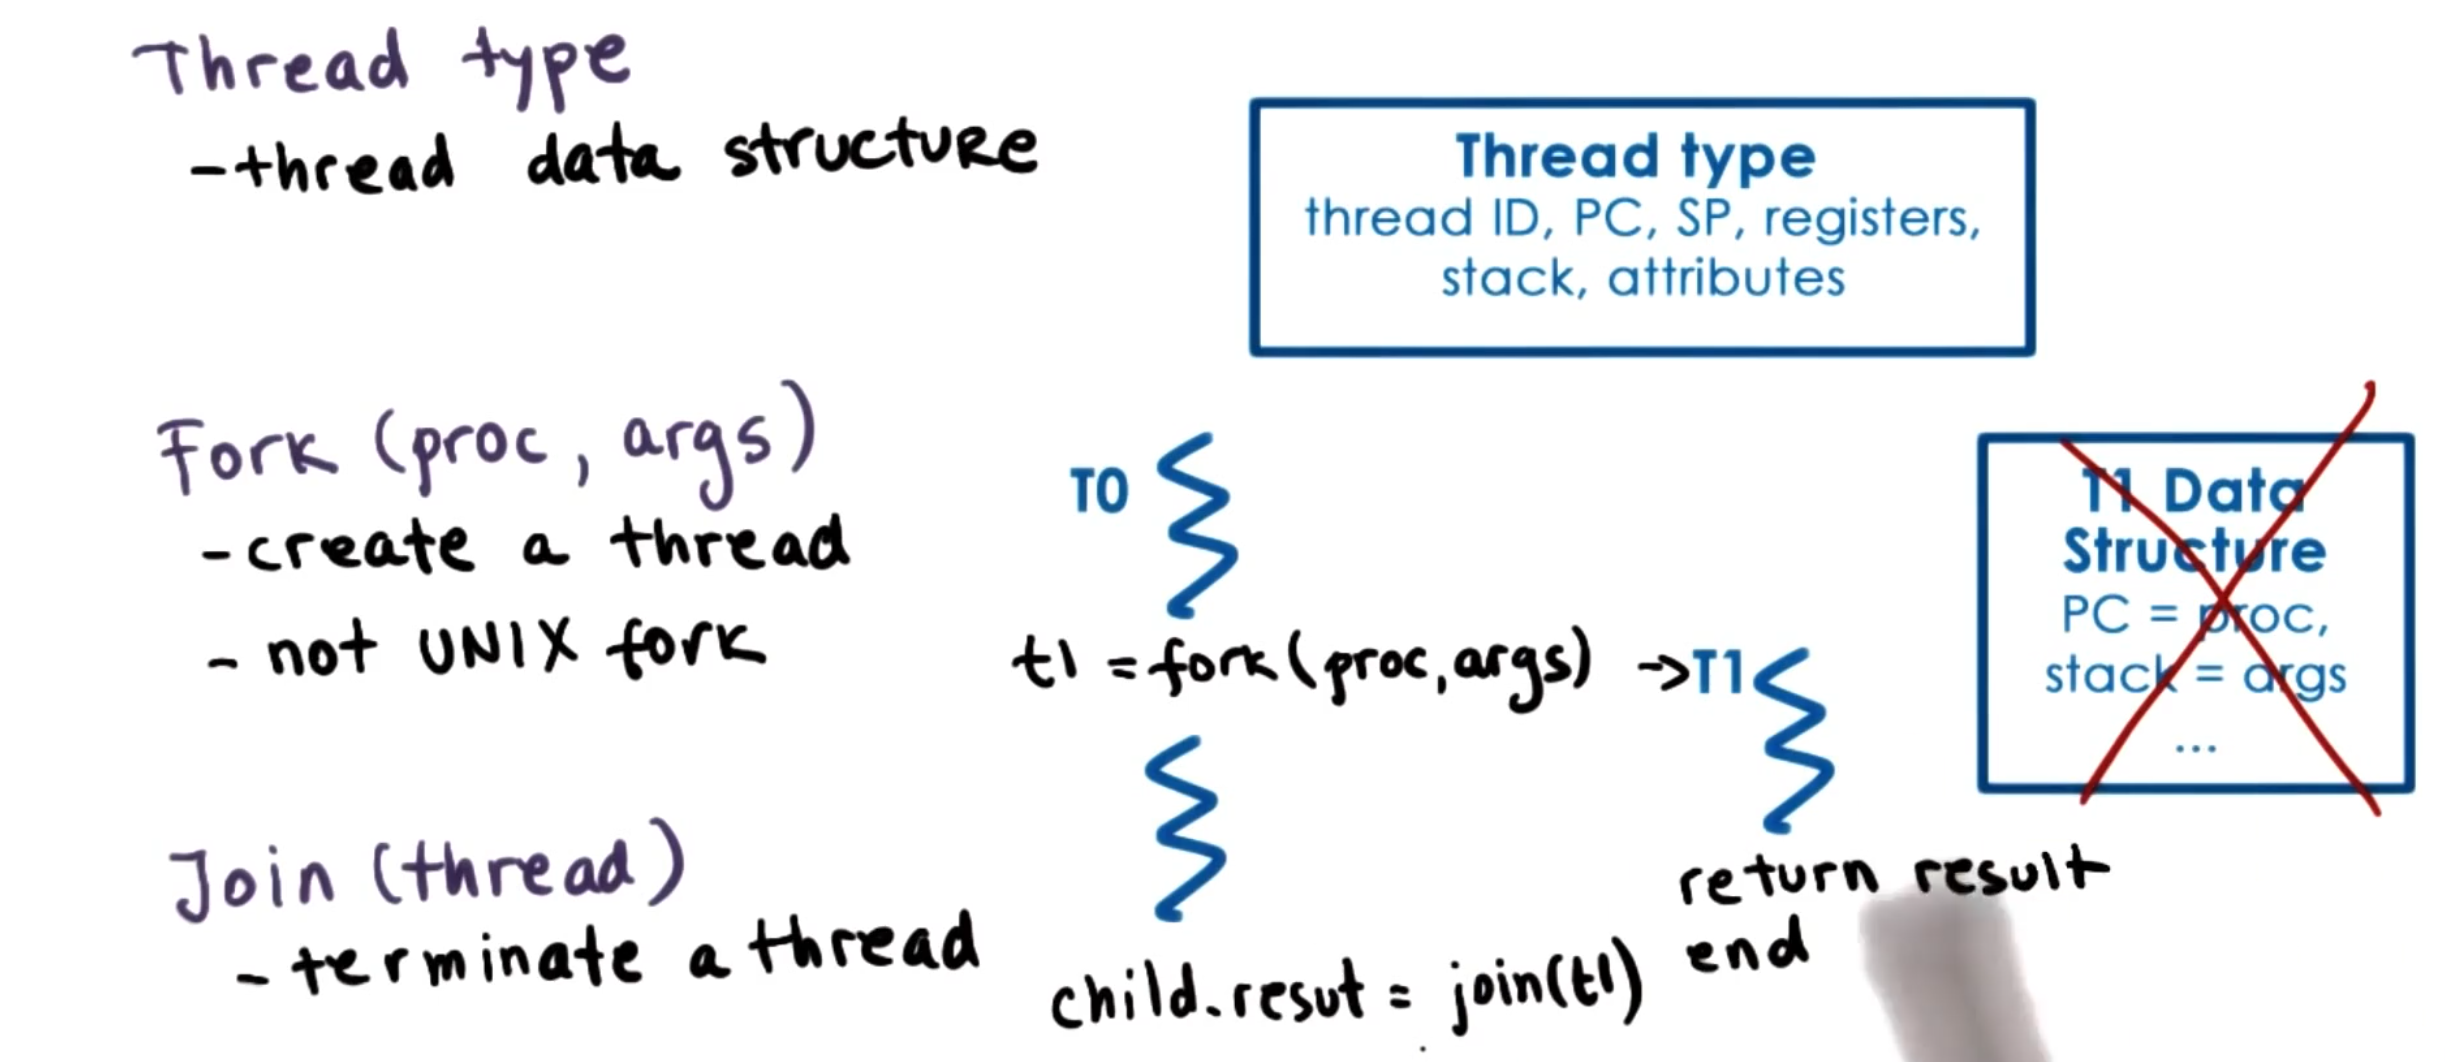 Thread type
-thread data structure
Thread type
thread ID, PC, SP, registers,
stack, attributes
Fork (proc, args)
-create a thread
- not UNIX fork
T0
t1 = fork(proc,args) ->T1
T1 Data
Structure
PC = proc,
stack = args
...
Join (thread)
- terminate a thread
return result
end
child.resut = join(t1)